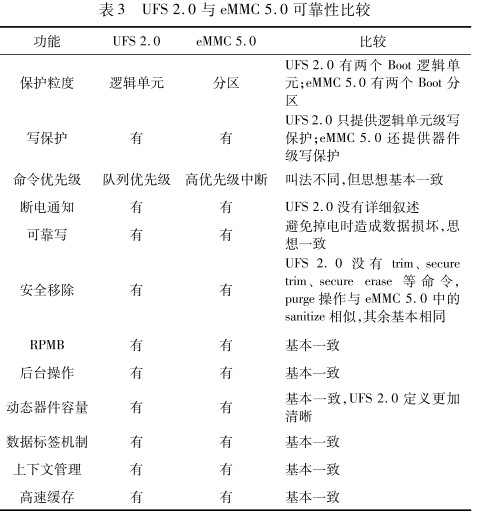 表3 UFS 2.0 与 eMMC 5.0 可靠性比较
功能 UFS 2.0 eMMC 5.0 比较
保护粒度 逻辑单元 分区 UFS 2.0 有两个 Boot 逻辑单
元;eMMC 5.0 有两个 Boot 分
区
写保护 有 有 UFS 2.0 只提供逻辑单元级写
保护;eMMC 5.0 还提供器件
级写保护
命令优先级 队列优先级 高优先级中断 叫法不同,但思想基本一致
断电通知 有 有 UFS 2.0 没有详细叙述
可靠写 有 有 避免掉电时造成数据损坏,思
想一致
安全移除 有 有 UFS 2.0 没有 trim、secure
trim、secure erase 等命令,
purge 操作与 eMMC 5.0 中的
sanitize 相似,其余基本相同
RPMB 有 有 基本一致
后台操作 有 有 基本一致
动态器件容量 有 有 基本一致,UFS 2.0 定义更加
清晰
数据标签机制 有 有 基本一致
上下文管理 有 有 基本一致
高速缓存 有 有 基本一致